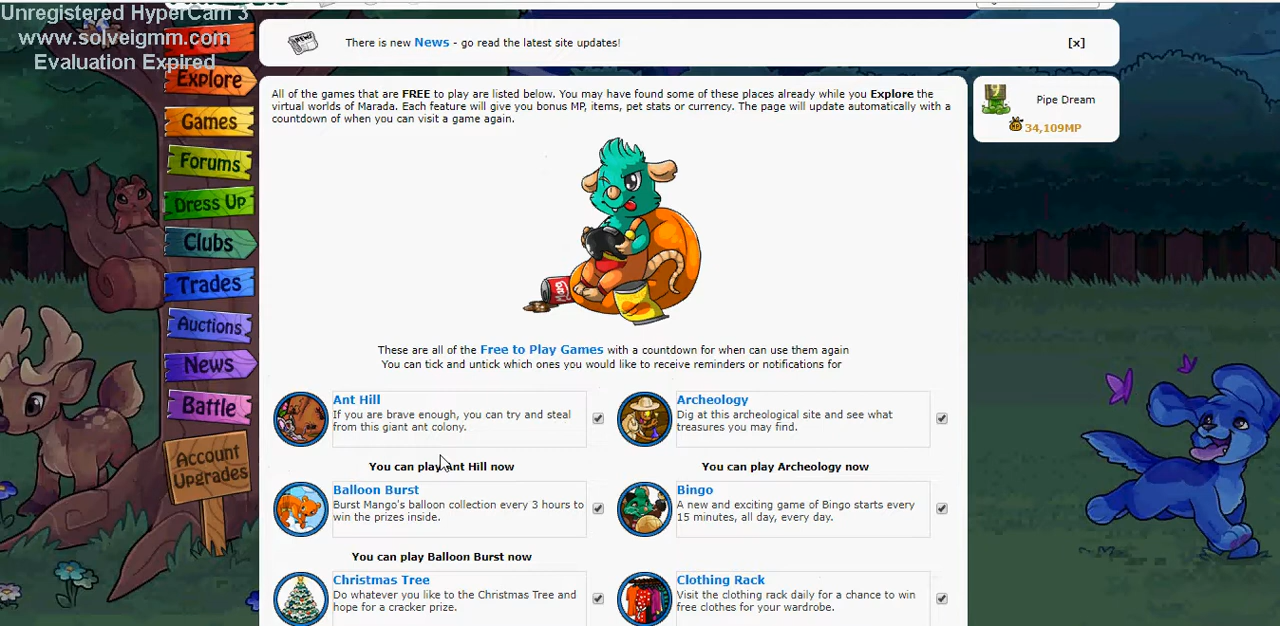 Unregistered HyperCam 3
www.solveigmm.com
Evaluation Expired
Explore
Games
Forums
Dress Up
Clubs
Trades
Auctions
News
Battle
Account
Upgrades
NEWS
There is new News - go read the latest site updates!
[x]
All of the games that are FREE to play are listed below. You may have found some of these places already while you Explore the
virtual worlds of Marada. Each feature will give you bonus MP, items, pet stats or currency. The page will update automatically with a
countdown of when you can visit a game again.
Pipe Dream
34,109MP
These are all of the Free to Play Games with a countdown for when can use them again
You can tick and untick which ones you would like to receive reminders or notifications for
Ant Hill
If you are brave enough, you can try and steal
from this giant ant colony.
You can play Ant Hill now
Archeology
Dig at this archeological site and see what
treasures you may find.
You can play Archeology now
Balloon Burst
Burst Mango's balloon collection every 3 hours to
win the prizes inside.
You can play Balloon Burst now
Bingo
A new and exciting game of Bingo starts every
15 minutes, all day, every day.
Christmas Tree
Do whatever you like to the Christmas Tree and
hope for a cracker prize.
Clothing Rack
Visit the clothing rack daily for a chance to win
free clothes for your wardrobe.